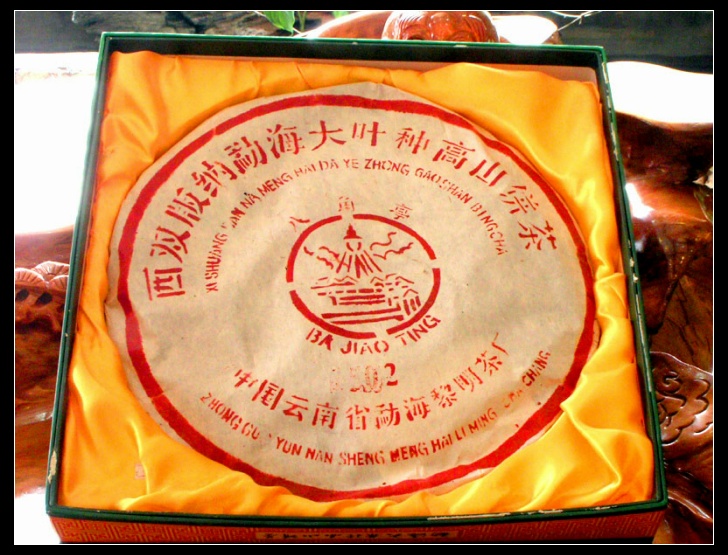 西双版纳勐海大叶种高山饼茶
XI SHUANG BAN NA MENG HAI DA YE ZHONG GAO SHAN BING CHA
八角亭
BA JIAO TING
中国云南省勐海黎明茶厂
ZHONG GUO YUN NAN SHENG MENG HAI LI MING CHA CHANG